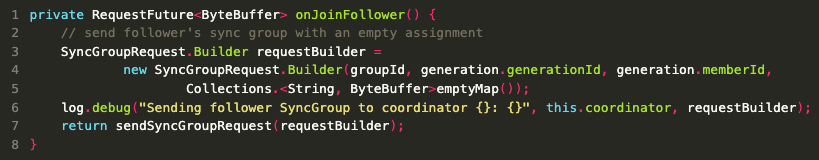 1 private RequestFuture<ByteBuffer> onJoinFollower() {
2     // send follower's sync group with an empty assignment
3     SyncGroupRequest.Builder requestBuilder =
4             new SyncGroupRequest.Builder(groupId, generation.generationId, generation.memberId,
5                     Collections.<String, ByteBuffer>emptyMap());
6     log.debug("Sending follower SyncGroup to coordinator {}: {}", this.coordinator, requestBuilder);
7     return sendSyncGroupRequest(requestBuilder);
8 }